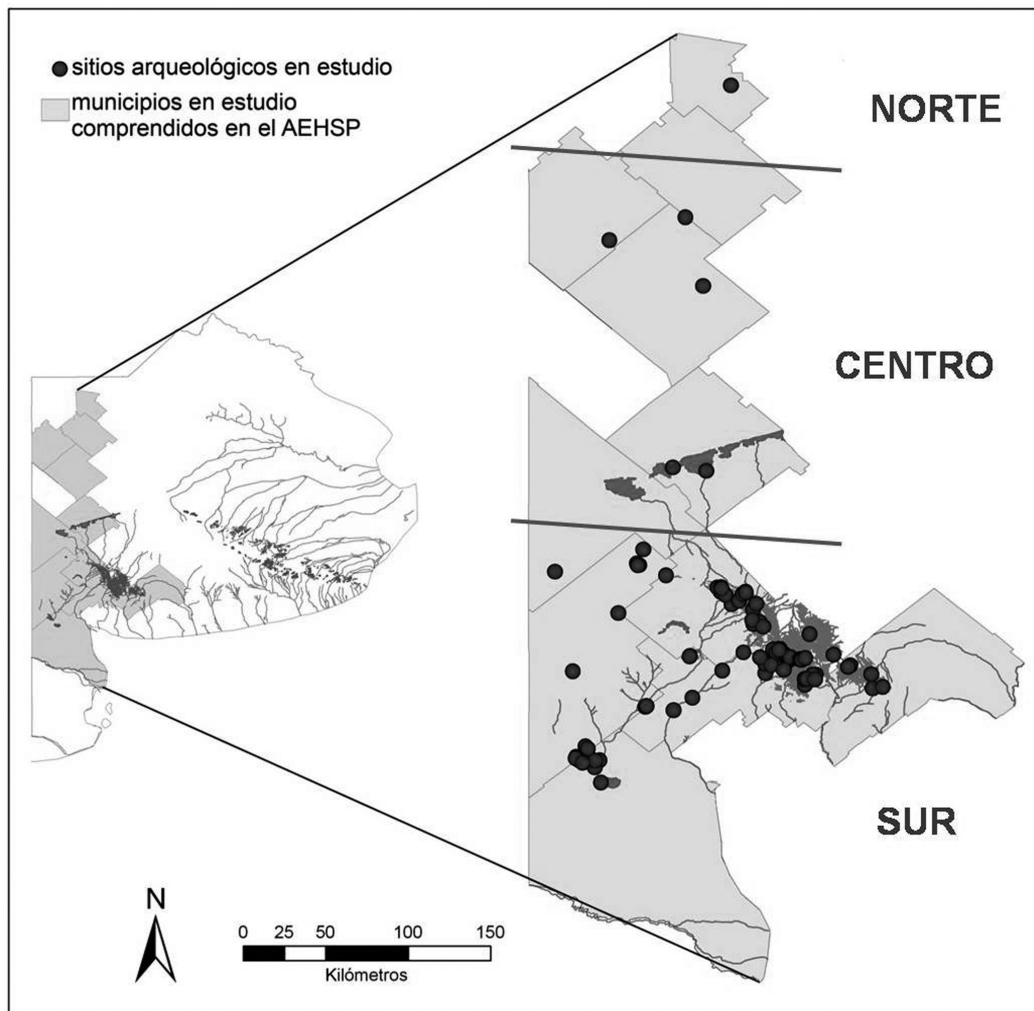 sitios arqueológicos en estudio
municipios en estudio
comprendidos en el AEHSP
NORTE
CENTRO
SUR
N
0 25 50 100 150
Kilómetros